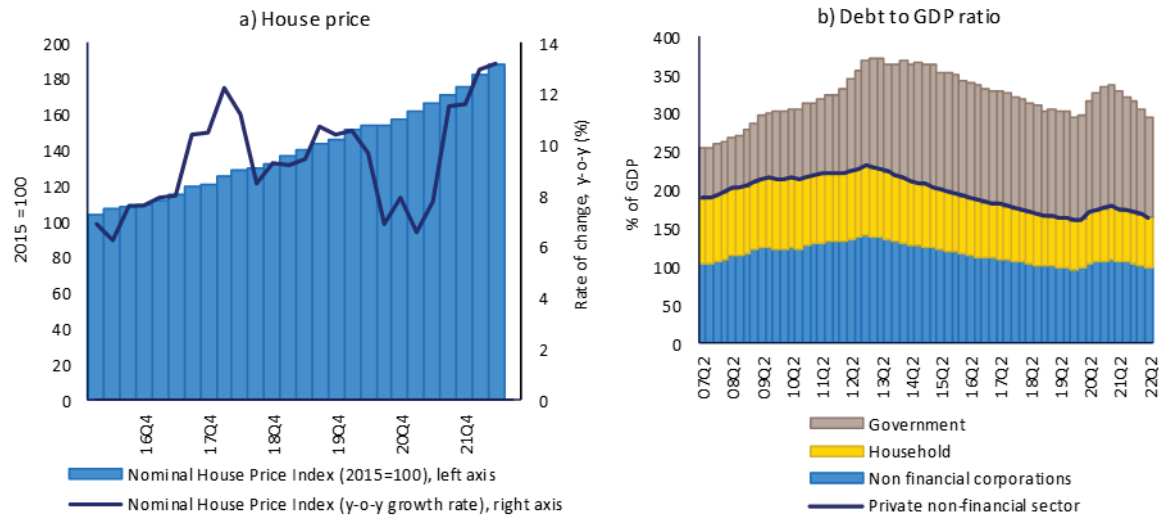 a) House price
200
180
160
140
120
100
80
60
40
20
0
2015 =100
14
12
10
8
6
4
2
0
Rate of change, y-o-y (%)
16Q4
17Q4
18Q4
19Q4
20Q4
21Q4
Nominal House Price Index (2015=100), left axis
Nominal House Price Index (y-o-y growth rate), right axis
b) Debt to GDP ratio
400
350
300
250
200
150
100
50
0
% of GDP
07Q2
08Q2
09Q2
10Q2
11Q2
12Q2
13Q2
14Q2
15Q2
16Q2
17Q2
18Q2
19Q2
20Q2
21Q2
22Q2
Government
Household
Non financial corporations
Private non-financial sector